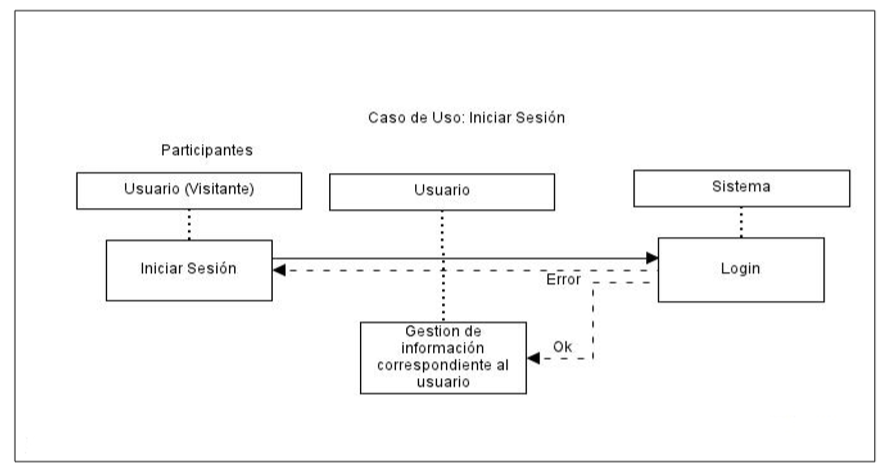 Caso de Uso: Iniciar Sesión
Participantes
Usuario (Visitante)
Usuario
Sistema
Iniciar Sesión
Login
Error
Gestion de
información
correspondiente al
usuario
Ok